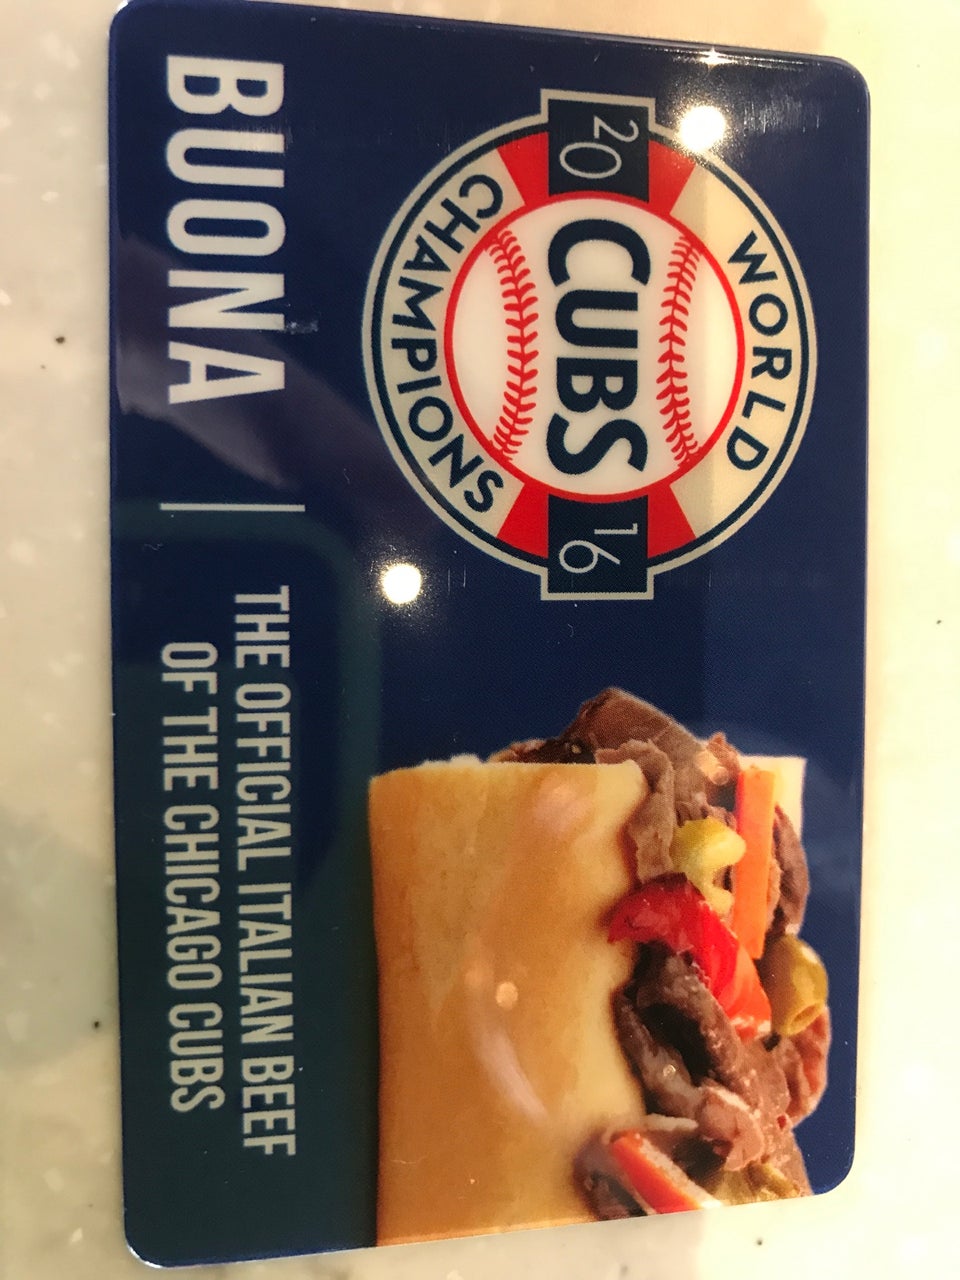 WORLD
20 CUBS 16
CHAMPIONS
BUONA | THE OFFICIAL ITALIAN BEEF
OF THE CHICAGO CUBS